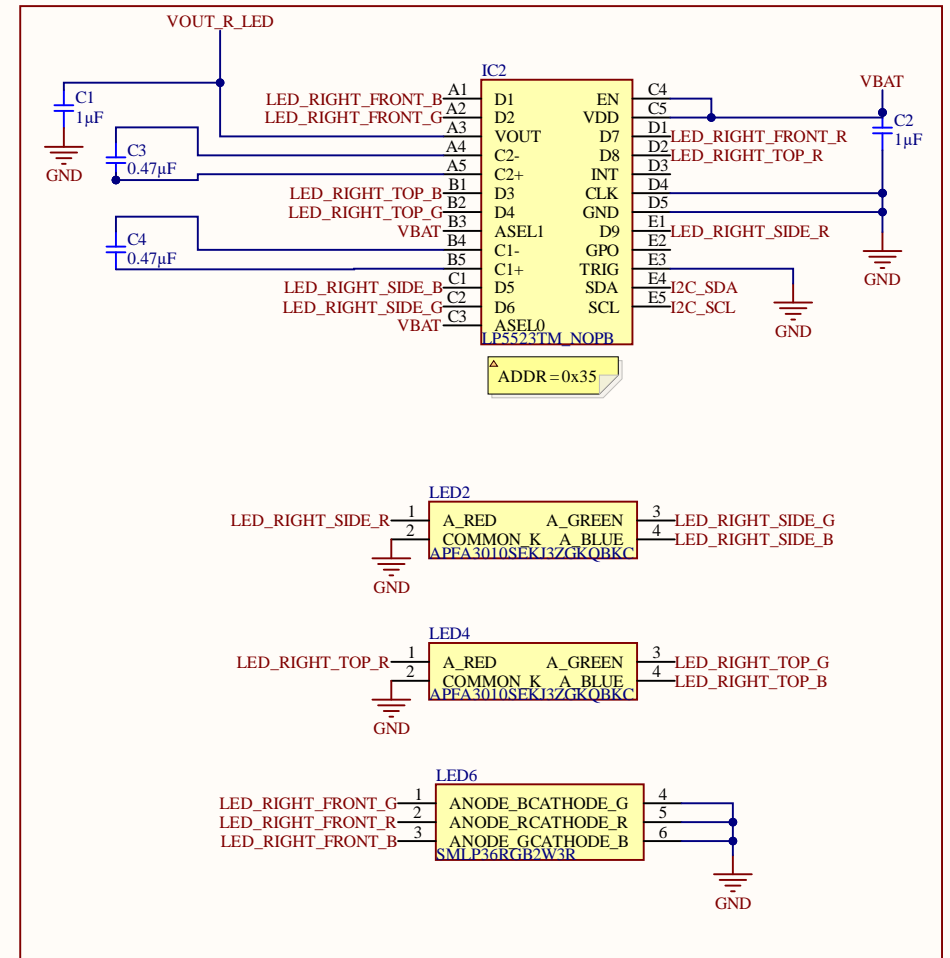 VOUT_R_LED
C1
1µF
GND
C3
0.47µF
C4
0.47µF
IC2
LED_RIGHT_FRONT_B A1 D1
LED_RIGHT_FRONT_G A2 D2
A3 VOUT
A4 C2-
A5 C2+
LED_RIGHT_TOP_B B1 D3
LED_RIGHT_TOP_G B2 D4
VBAT B3 ASEL1
B4 C1-
B5 C1+
LED_RIGHT_SIDE_B C1 D5
LED_RIGHT_SIDE_G C2 D6
VBAT C3 ASEL0
EN C4
VDD C5
D7 D1 LED_RIGHT_FRONT_R
D8 D2 LED_RIGHT_TOP_R
INT D3
CLK D4
GND D5
D9 E1 LED_RIGHT_SIDE_R
GPO E2
TRIG E3
SDA E4 I2C_SDA
SCL E5 I2C_SCL
LP5523TM_NOPB
VBAT
C2
1µF
GND
GND
ADDR=0x35
LED2
LED_RIGHT_SIDE_R 1 A_RED A_GREEN 3 LED_RIGHT_SIDE_G
2 COMMON_K A_BLUE 4 LED_RIGHT_SIDE_B
APFA3010SEKJ3ZGKQBKC
GND
LED4
LED_RIGHT_TOP_R 1 A_RED A_GREEN 3 LED_RIGHT_TOP_G
2 COMMON_K A_BLUE 4 LED_RIGHT_TOP_B
APFA3010SEKJ3ZGKQBKC
GND
LED6
LED_RIGHT_FRONT_G 1 ANODE_BCATHODE_G 4
LED_RIGHT_FRONT_R 2 ANODE_RCATHODE_R 5
LED_RIGHT_FRONT_B 3 ANODE_GCATHODE_B 6
SMLP36RGB2W3R
GND